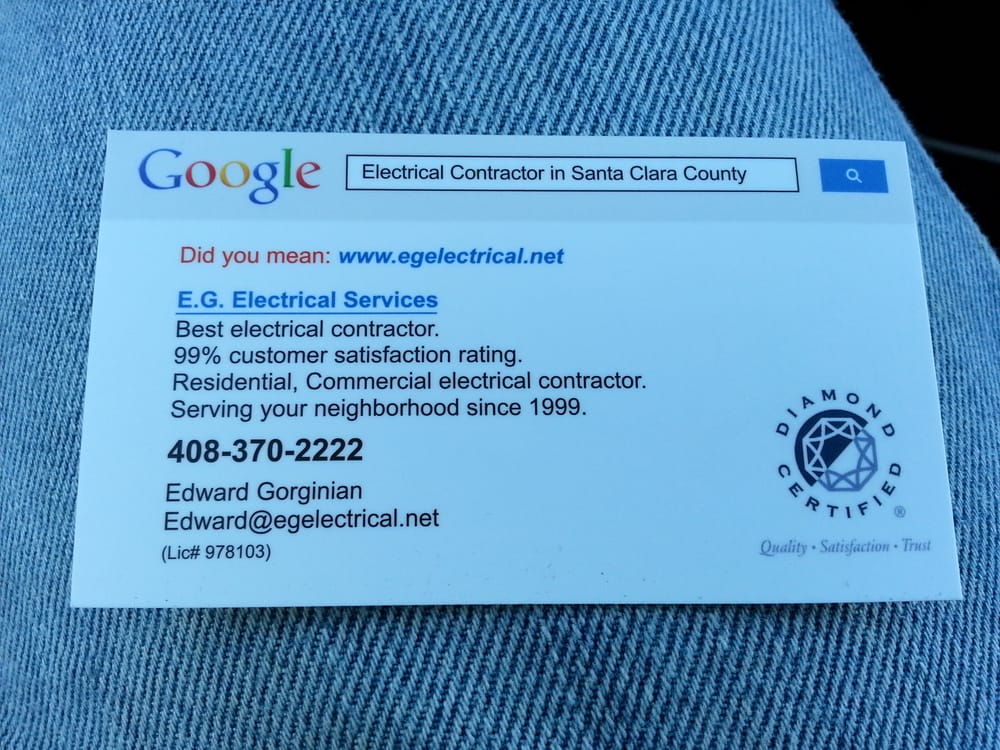 Google Electrical Contractor in Santa Clara County
Did you mean: www.egelectrical.net
E.G. Electrical Services
Best electrical contractor.
99% customer satisfaction rating.
Residential, Commercial electrical contractor.
Serving your neighborhood since 1999.
408-370-2222
Edward Gorginian
Edward@egelectrical.net
(Lic# 978103)
DIAMOND
CERTIFIED ®
Quality • Satisfaction • Trust